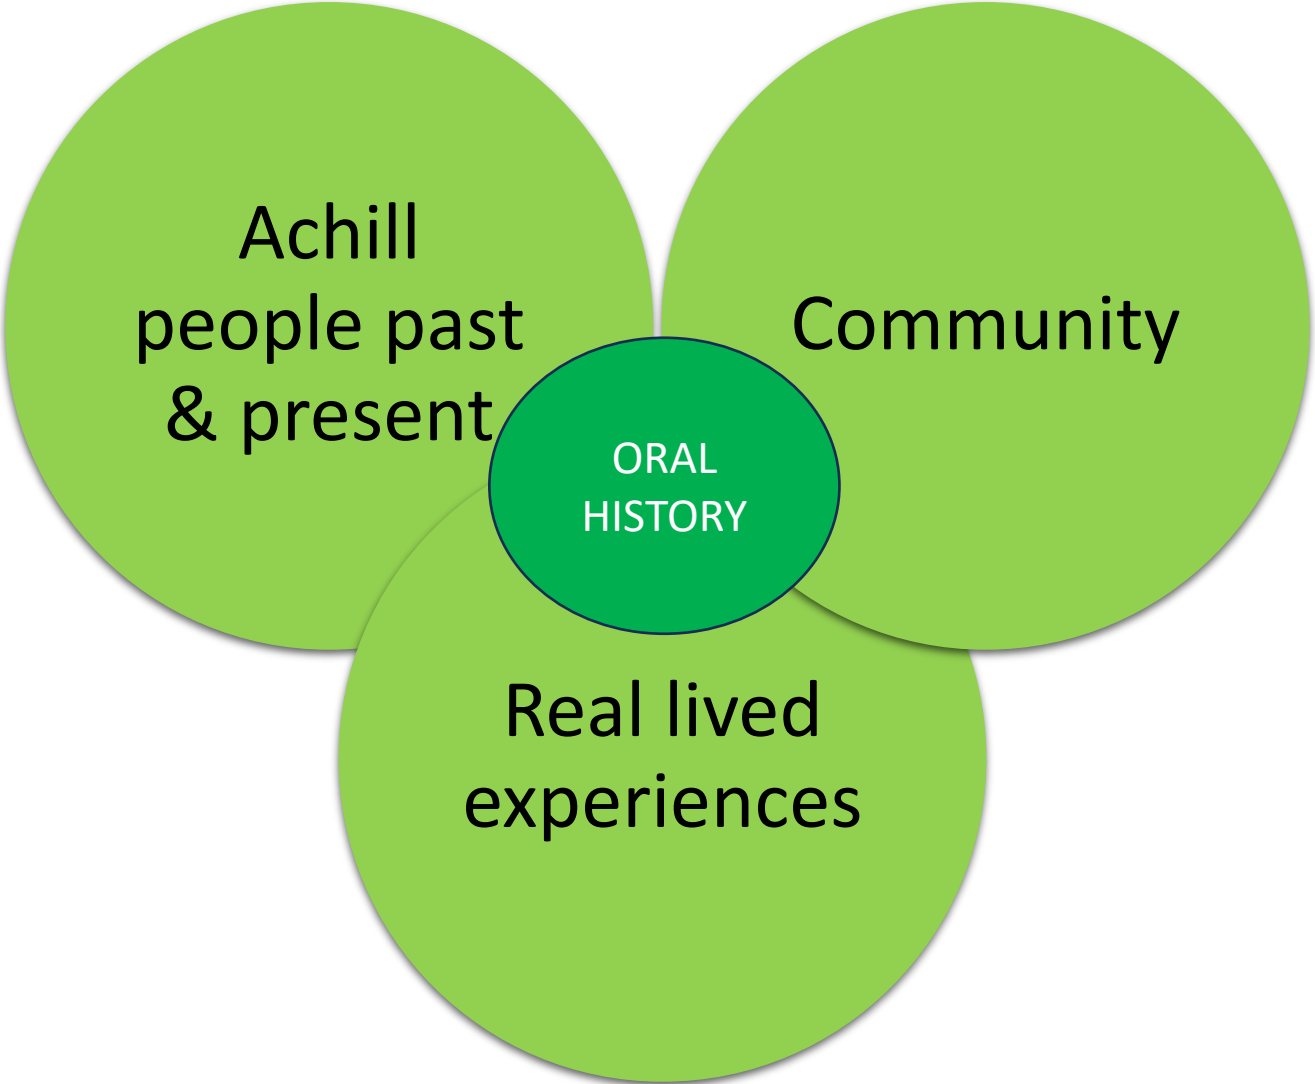 Achill
people past
& present
Community
ORAL
HISTORY
Real lived
experiences